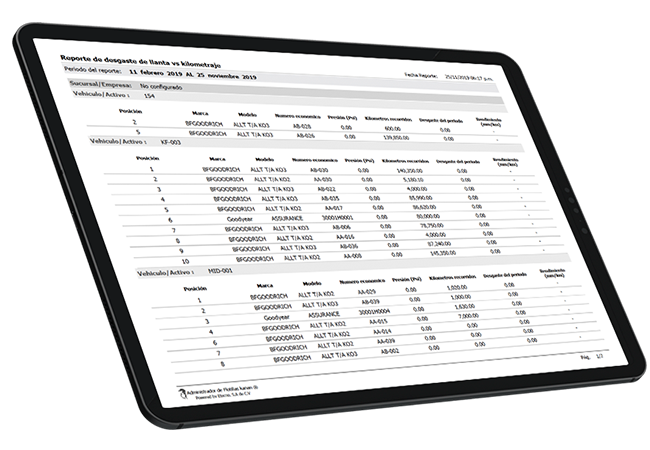 Reporte de desgaste de llanta vs kilometraje
Periodo del reporte: 11 febrero 2019 AL 25 noviembre 2019 Fecha Reporte: 25/11/2019 06:17 p.m.
Sucursal/Empresa: No configurado
Vehiculo/Activo : 154
Posición Marca Modelo Numero economico Presión (Psi) Kilometros recorridos Desgaste del periodo Rendimiento (mm/km)
2 BFGOODRICH ALLT T/A KO3 AB-028 0.00 600.00 0.00 -
5 BFGOODRICH ALLT T/A KO3 AB-026 0.00 139,950.00 0.00 -
Vehiculo/Activo : KF-003
Posición Marca Modelo Numero economico Presión (Psi) Kilometros recorridos Desgaste del periodo Rendimiento (mm/km)
1 BFGOODRICH ALLT T/A KO3 AB-030 0.00 140,350.00 0.00 -
2 BFGOODRICH ALLT T/A KO2 AA-030 0.00 5,180.10 0.00 -
3 BFGOODRICH ALLT T/A KO3 AB-022 0.00 4,000.00 0.00 -
4 BFGOODRICH ALLT T/A KO3 AB-035 0.00 85,990.00 0.00 -
5 BFGOODRICH ALLT T/A KO2 AA-017 0.00 86,620.00 0.00 -
6 Goodyear ASSURANCE 30001H0001 0.00 80,000.00 0.00 -
7 BFGOODRICH ALLT T/A KO3 AB-006 0.00 78,750.00 0.00 -
8 BFGOODRICH ALLT T/A KO2 AA-016 0.00 4,000.00 0.00 -
9 BFGOODRICH ALLT T/A KO3 AB-036 0.00 87,240.00 0.00 -
10 BFGOODRICH ALLT T/A KO2 AA-008 0.00 145,350.00 0.00 -
Vehiculo/Activo : MID-001
Posición Marca Modelo Numero economico Presión (Psi) Kilometros recorridos Desgaste del periodo Rendimiento (mm/km)
1 BFGOODRICH ALLT T/A KO2 AA-029 0.00 1,020.00 0.00 -
2 BFGOODRICH ALLT T/A KO3 AB-039 0.00 1,000.00 0.00 -
3 Goodyear ASSURANCE 30001H0004 0.00 1,630.00 0.00 -
4 BFGOODRICH ALLT T/A KO2 AA-015 0.00 7,000.00 0.00 -
6 BFGOODRICH ALLT T/A KO2 AA-014 0.00 0.00 0.00 -
7 BFGOODRICH ALLT T/A KO2 AA-039 0.00 0.00 0.00 -
8 BFGOODRICH ALLT T/A KO3 AB-002 0.00 0.00 0.00 -
Administrador de Flotillas
Powered by S.A de C.V
Pág. 1/7